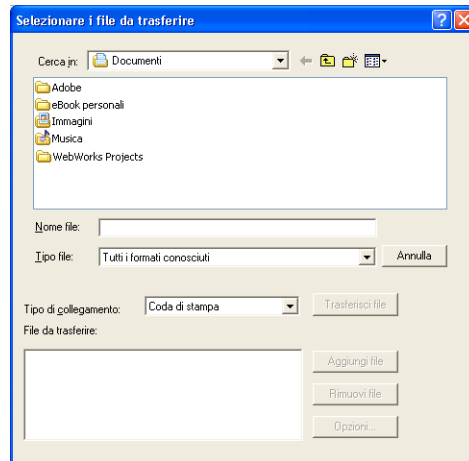 Selezionare i file da trasferire
Cerca in: Documenti
Adobe
eBook personali
Immagini
Musica
WebWorks Projects
Nome file:
Tipo file: Tutti i formati conosciuti Annulla
Tipo di collegamento: Coda di stampa Trasferisci file
File da trasferire:
Aggiungi file
Rimuovi file
Opzioni...